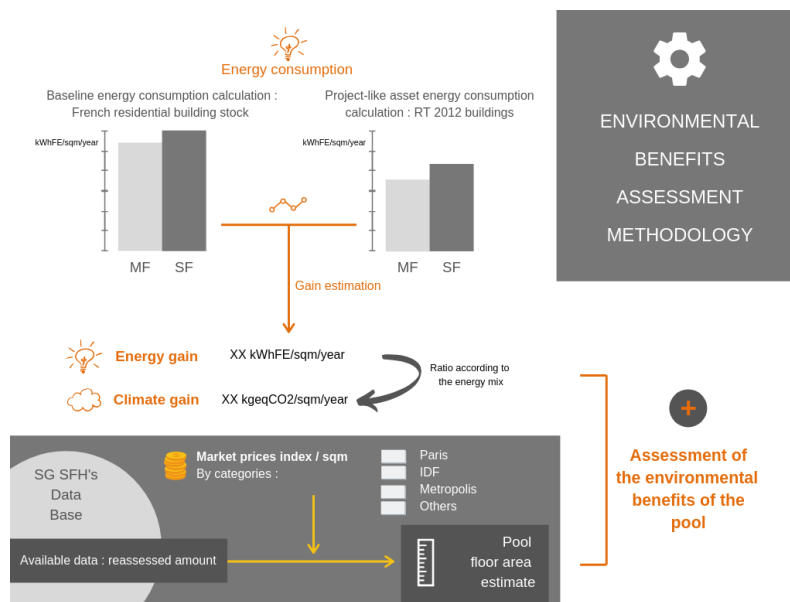 Energy consumption
Baseline energy consumption calculation :
French residential building stock
kWhFE/sqm/year
MF SF
Project-like asset energy consumption
calculation : RT 2012 buildings
kWhFE/sqm/year
MF SF
ENVIRONMENTAL
BENEFITS
ASSESSMENT
METHODOLOGY
Gain estimation
Energy gain XX kWhFE/sqm/year
Climate gain XX kgeqCO2/sqm/year
Ratio according to
the energy mix
SG SFH's
Data
Base
Available data : reassessed amount
Market prices index / sqm
By categories :
Paris
IDF
Metropolis
Others
Pool
floor area
estimate
+
Assessment of
the environmental
benefits of the
pool